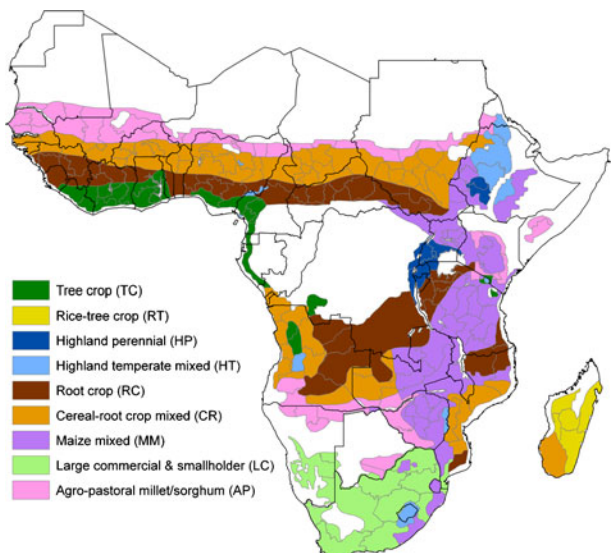 Tree crop (TC)
Rice-tree crop (RT)
Highland perennial (HP)
Highland temperate mixed (HT)
Root crop (RC)
Cereal-root crop mixed (CR)
Maize mixed (MM)
Large commercial & smallholder (LC)
Agro-pastoral millet/sorghum (AP)